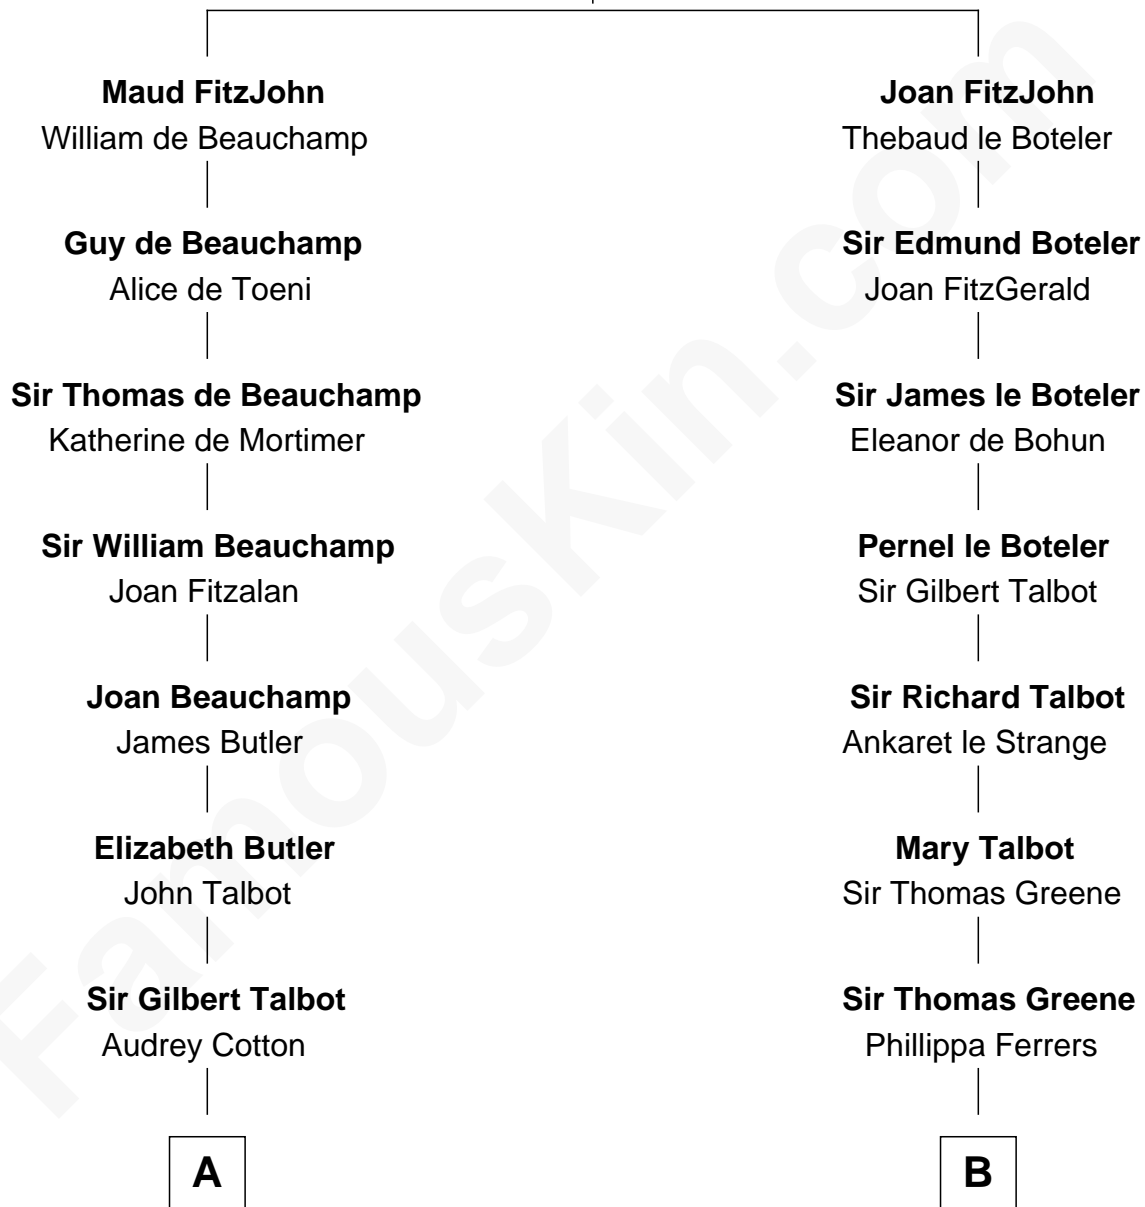 Maud FitzJohn
William de Beauchamp
Guy de Beauchamp
Alice de Toeni
Sir Thomas de Beauchamp
Katherine de Mortimer
Sir William Beauchamp
Joan Fitzalan
Joan Beauchamp
James Butler
Elizabeth Butler
John Talbot
Sir Gilbert Talbot
Audrey Cotton
A
Joan FitzJohn
Thebaud le Boteler
Sir Edmund Boteler
Joan FitzGerald
Sir James le Boteler
Eleanor de Bohun
Pernel le Boteler
Sir Gilbert Talbot
Sir Richard Talbot
Ankaret le Strange
Mary Talbot
Sir Thomas Greene
Sir Thomas Greene
Phillippa Ferrers
B
FamousKin.com